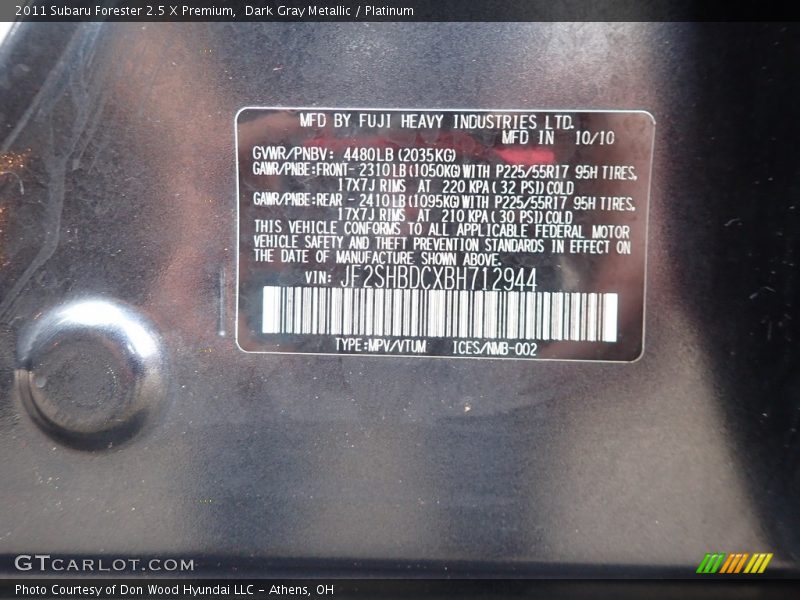 2011 Subaru Forester 2.5 X Premium,  Dark Gray Metallic / Platinum
MFD BY FUJI HEAVY INDUSTRIES LTD.
MFD IN 10/10
GVWR/PNBV: 4480LB(2035KG)
GAWR/PNBE:FRONT-2310LB(1050KG)WITH P225/55R17 95H TIRES,
17X7J RIMS AT 220 KPA(32 PSI)COLD
GAWR/PNBE:REAR -2410LB(1095KG)WITH P225/55R17 95H TIRES,
17X7J RIMS AT 210 KPA(30 PSI)COLD
THIS VEHICLE CONFORMS TO ALL APPLICABLE FEDERAL MOTOR
VEHICLE SAFETY AND THEFT PREVENTION STANDARDS IN EFFECT ON
THE DATE OF MANUFACTURE SHOWN ABOVE.
VIN: JF2SHBDCXBH712944
TYPE:MPV/VTUM ICES/NMB-002
GTCARLOT.COM
Photo Courtesy of Don Wood Hyundai LLC - Athens, OH